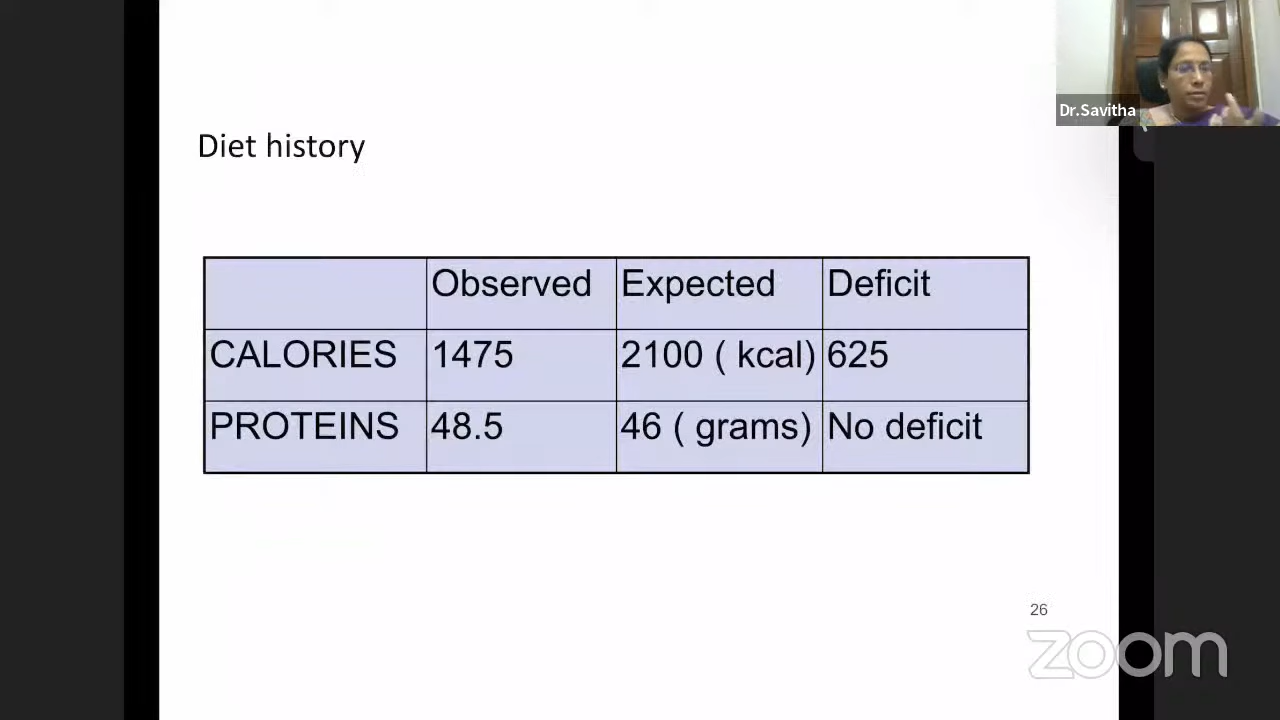 Dr.Savitha
Diet history
Observed Expected Deficit
CALORIES 1475 2100 ( kcal) 625
PROTEINS 48.5 46 ( grams) No deficit
26
zoom